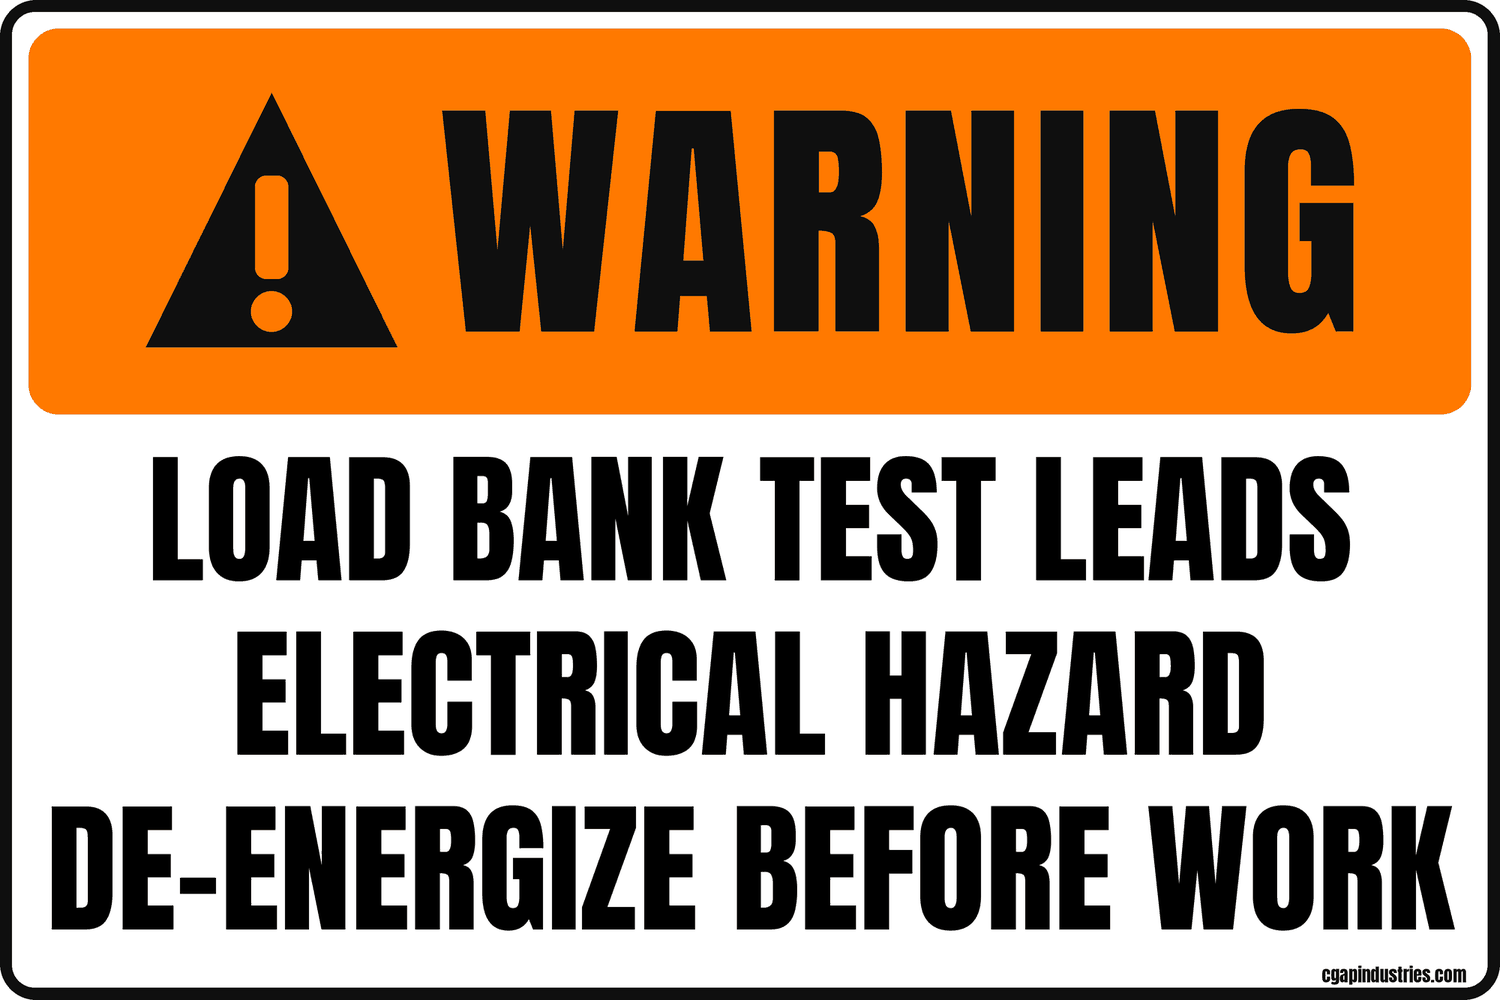 WARNING
LOAD BANK TEST LEADS
ELECTRICAL HAZARD
DE-ENERGIZE BEFORE WORK
cgapindustries.com